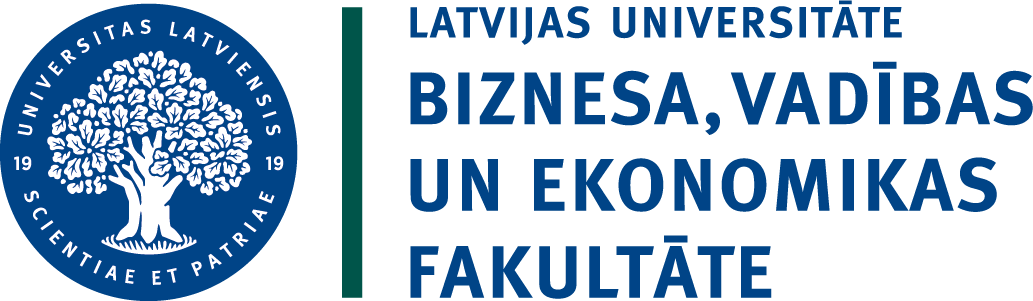 UNIVERSITAS LATVIENSIS
19 19
SCIENTIAE ET PATRIAE
LATVIJAS UNIVERSITĀTE
BIZNESA, VADĪBAS
UN EKONOMIKAS
FAKULTĀTE